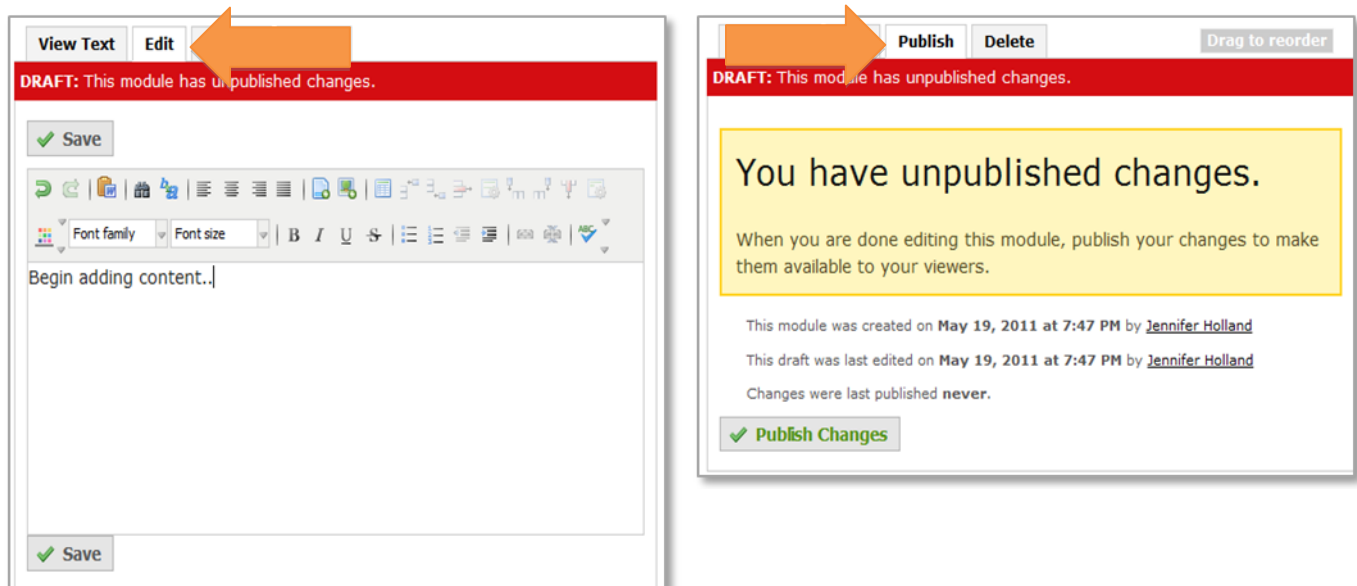 View Text Edit
DRAFT: This module has unpublished changes.
Save
Font family Font size B I U S ABC
Begin adding content..
Save
Publish Delete Drag to reorder
DRAFT: This module has unpublished changes.
You have unpublished changes.
When you are done editing this module, publish your changes to make
them available to your viewers.
This module was created on May 19, 2011 at 7:47 PM by Jennifer Holland
This draft was last edited on May 19, 2011 at 7:47 PM by Jennifer Holland
Changes were last published never.
Publish Changes